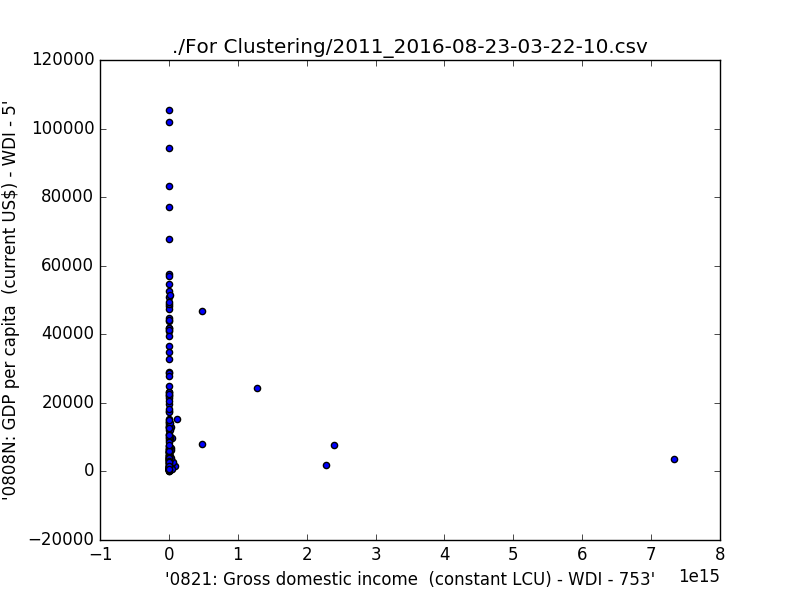 ./For Clustering/2011_2016-08-23-03-22-10.csv
120000
100000
80000
60000
40000
20000
0
−20000
'0808N: GDP per capita  (current US$) - WDI - 5'
−1 0 1 2 3 4 5 6 7 8
1e15
'0821: Gross domestic income  (constant LCU) - WDI - 753'